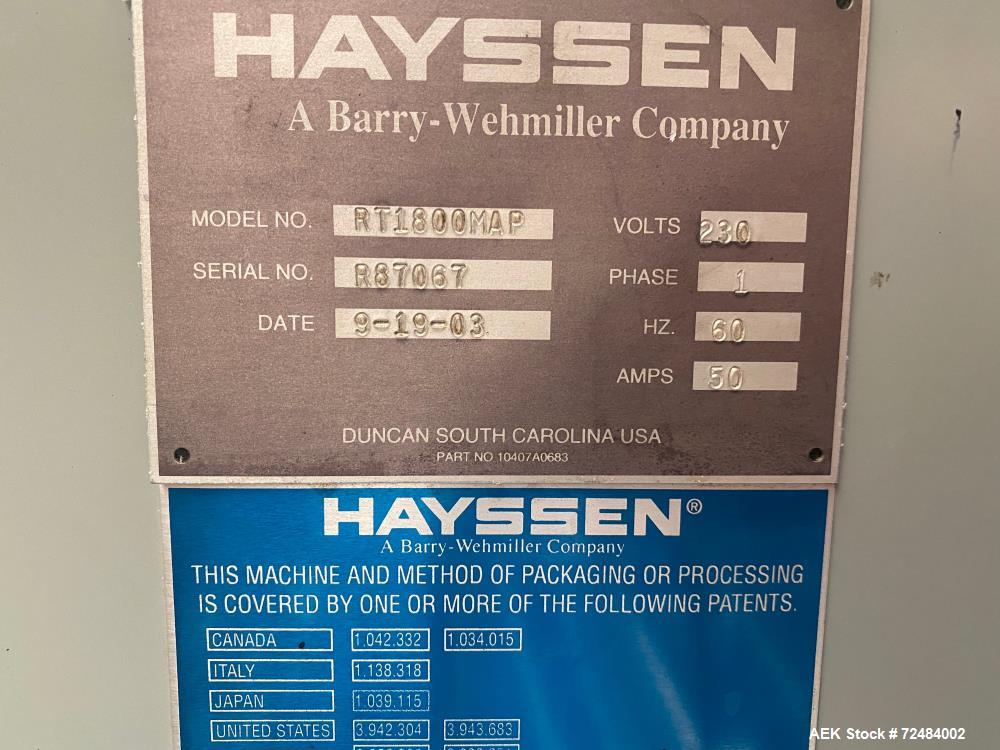 HAYSSEN
A Barry-Wehmiller Company
MODEL NO. RT1800MAP VOLTS 230
SERIAL NO. R87067 PHASE 1
DATE 9-19-03 HZ. 60
AMPS 50
DUNCAN SOUTH CAROLINA USA
PART NO 10407A0683
HAYSSEN®
A Barry-Wehmiller Company
THIS MACHINE AND METHOD OF PACKAGING OR PROCESSING
IS COVERED BY ONE OR MORE OF THE FOLLOWING PATENTS.
CANADA 1.042.332 1.034.015
ITALY 1.138.318
JAPAN 1.039.115
UNITED STATES 3.942.304 3.943.683
AEK Stock #72484002